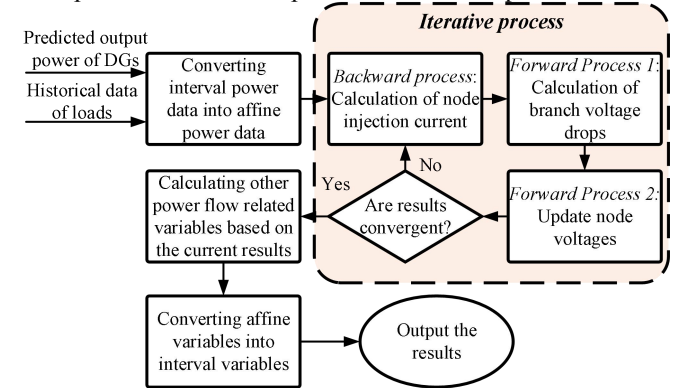 Iterative process
Predicted output
power of DGs
Historical data
of loads
Converting
interval power
data into affine
power data
Backward process:
Calculation of node
injection current
Forward Process 1:
Calculation of
branch voltage
drops
Forward Process 2:
Update node
voltages
Are results
convergent?
No
Yes
Calculating other
power flow related
variables based on
the current results
Converting affine
variables into
interval variables
Output the
results